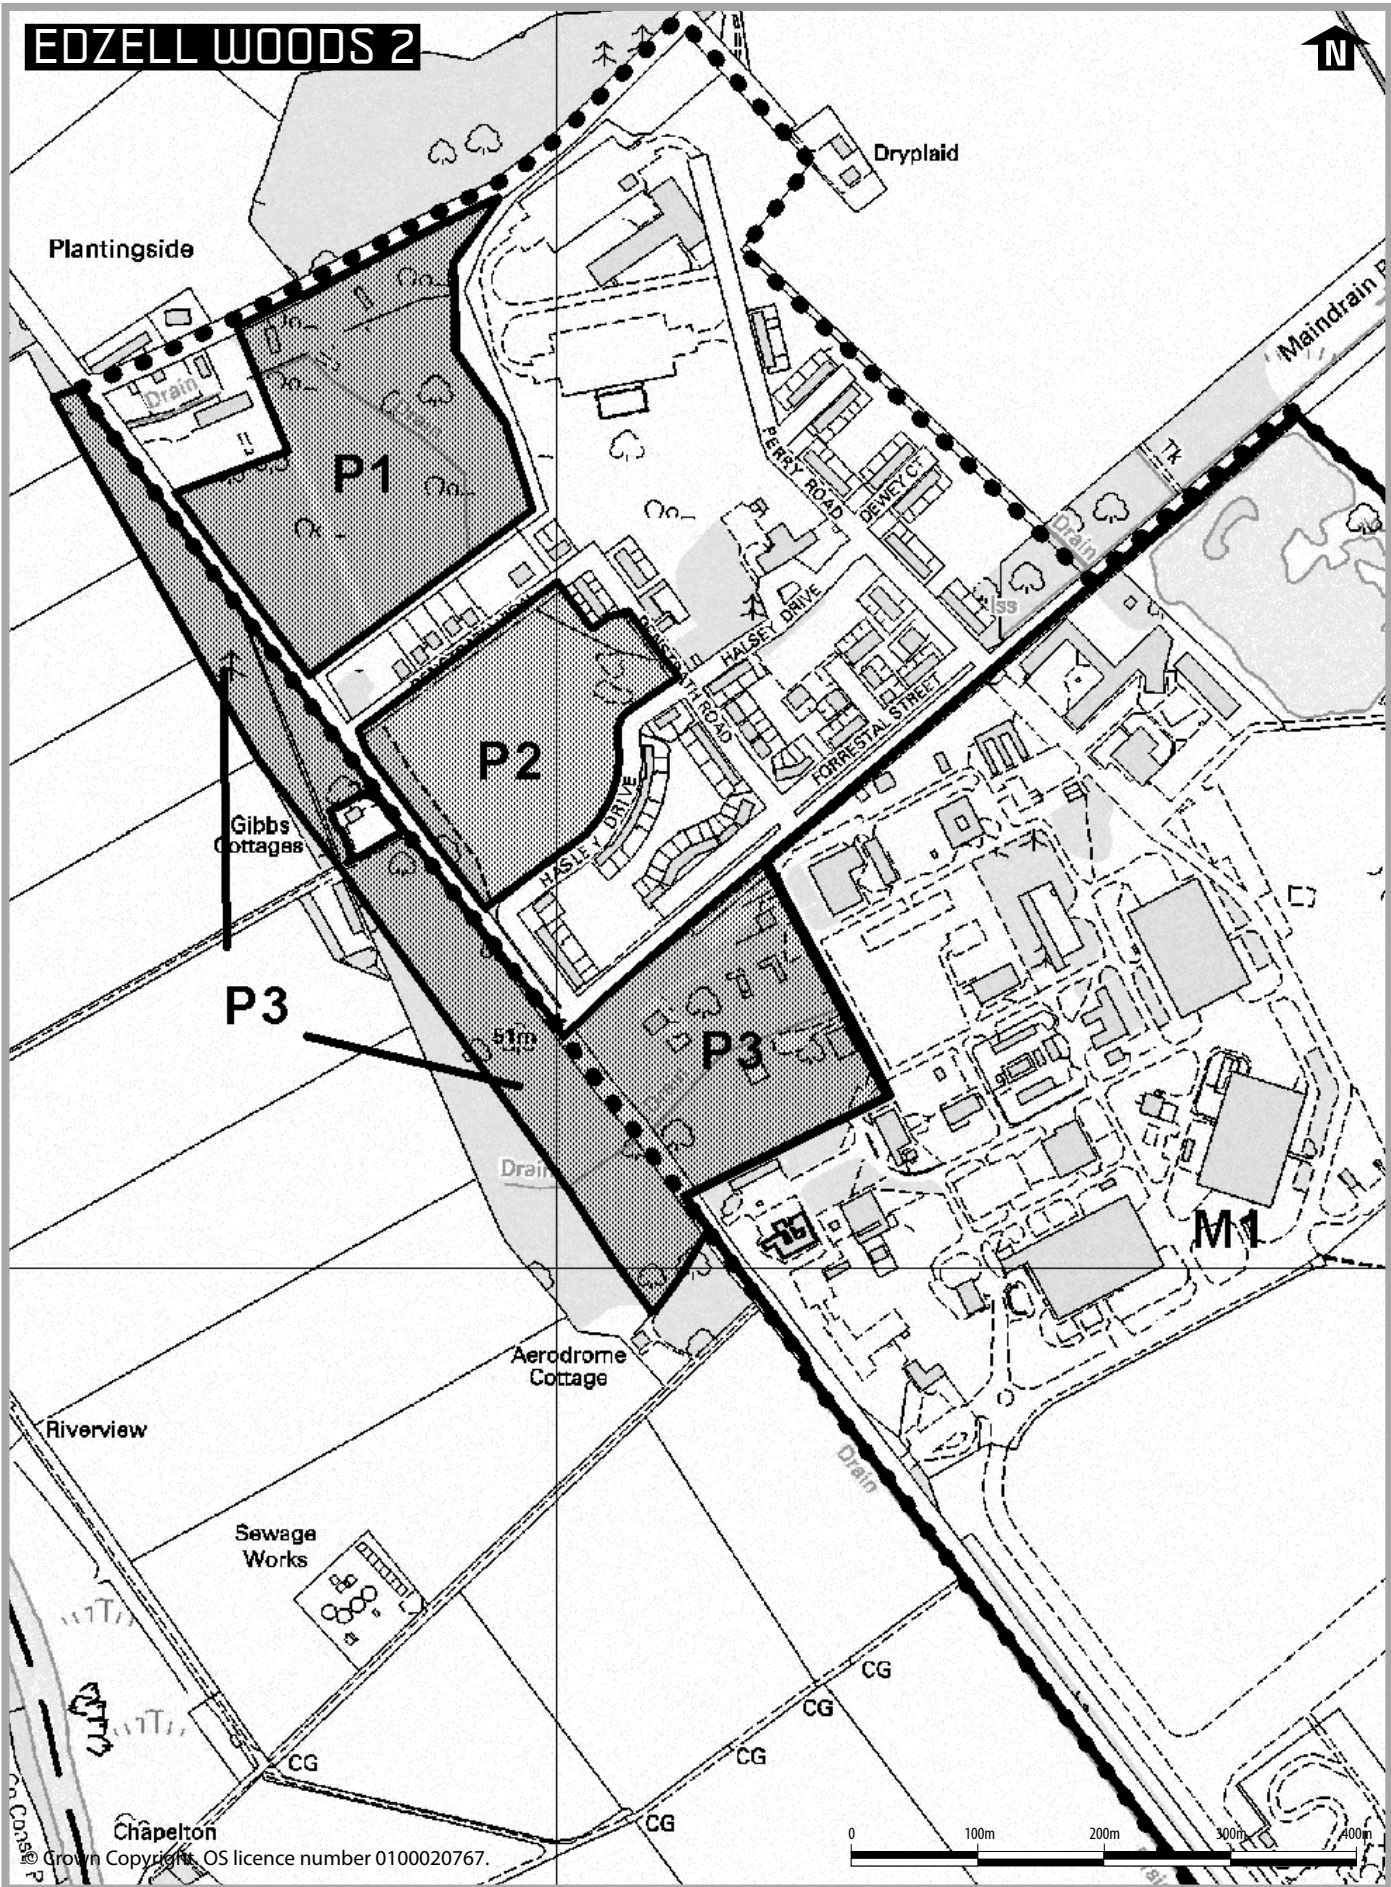 EDZELL WOODS 2
N
Dryplaid
Plantingside
Maindrain
Drain
Drain
P1
Tk
PERRY ROAD
DEWEY CT
Drain
Iss
HALSEY DRIVE
ROAD
FORRESTAL STREET
P2
HASLEY DRIVE
Gibbs
Cottages
P3
51m
P3
Drain
Drain
M1
Aerodrome
Cottage
Riverview
Drain
Sewage
Works
CG
CG
CG
CG
CG
Chapelton
© Crown Copyright. OS licence number 0100020767.
0 100m 200m 300m 400m